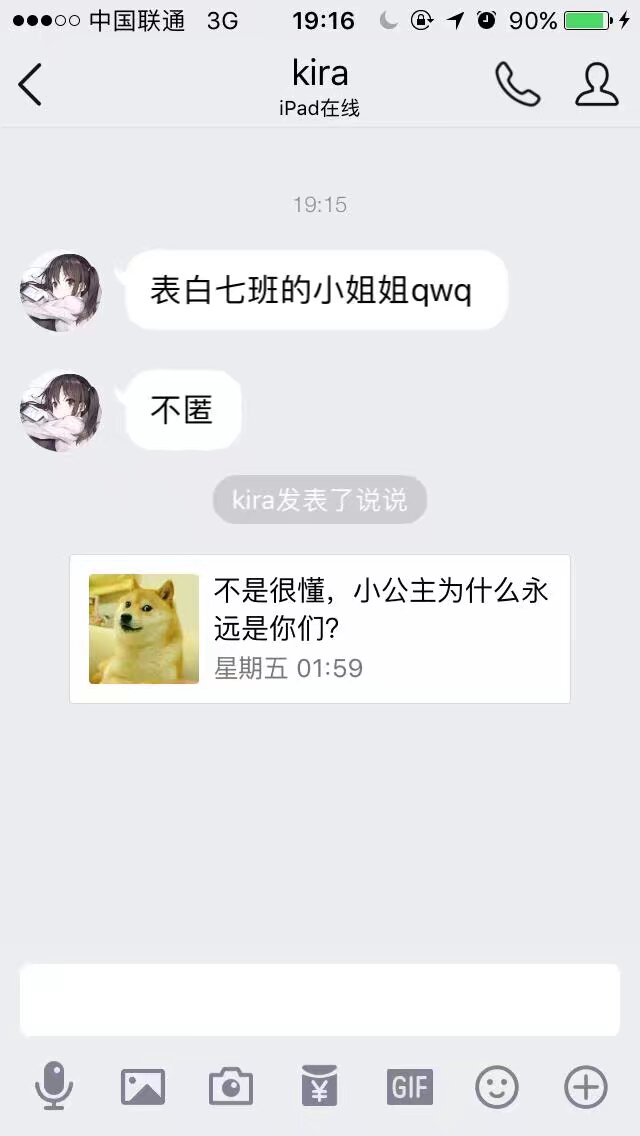 中国联通 3G 19:16 90%
kira
iPad在线
19:15
表白七班的小姐姐qwq
不匿
kira发表了说说
不是很懂，小公主为什么永
远是你们?
星期五 01:59
¥
GIF